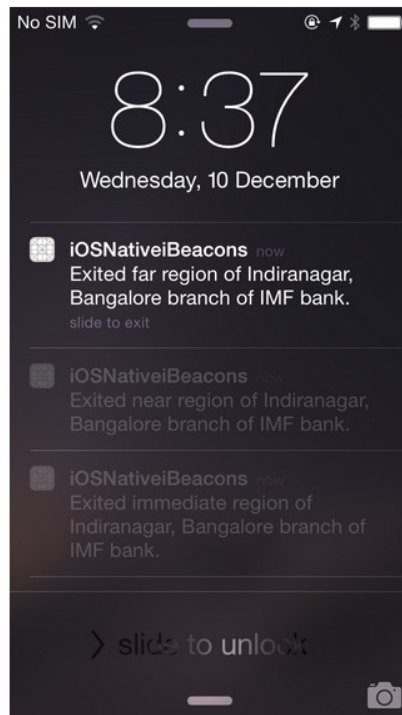 No SIM
8:37
Wednesday, 10 December
iOSNativeiBeacons now
Exited far region of Indiranagar,
Bangalore branch of IMF bank.
slide to exit
iOSNativeiBeacons now
Exited near region of Indiranagar,
Bangalore branch of IMF bank.
iOSNativeiBeacons now
Exited immediate region of
Indiranagar, Bangalore branch of
IMF bank.
slide to unlock